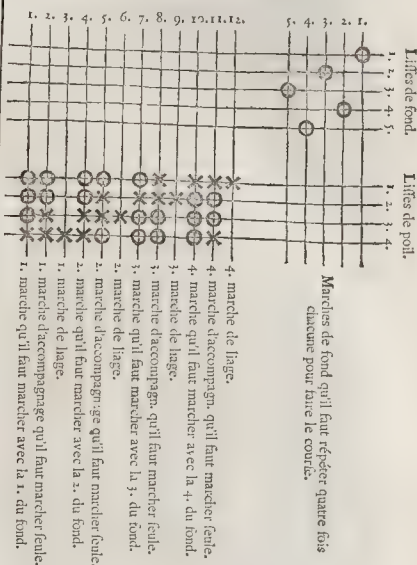 Liſſes de fond. Liſſes de poil.
1. 2. 3. 4. 5. 1. 2. 3. 4.
1.
2.
3. Marches de fond qu'il faut répéter quatre fois
4. chacune pour faire le courſe.
5.
12. 4. marche de liage.
11. 4. marche d'accompagn. qu'il faut marcher ſeule.
10. 4. marche qu'il faut marcher avec la 4. du fond.
9. 3. marche de liage.
8. 3. marche d'accompagn. qu'il faut marcher ſeule.
7. 3. marche qu'il faut marcher avec la 3. du fond.
6. 2. marche de liage.
5. 2. marche d'accompagnage qu'il faut marcher ſeule.
4. 2. marche qu'il faut marcher avec la 2. du fond.
3. 1. marche de liage.
2. 1. marche d'accompagnage qu'il faut marcher ſeule.
1. 1. marche qu'il faut marcher avec la 1. du fond.